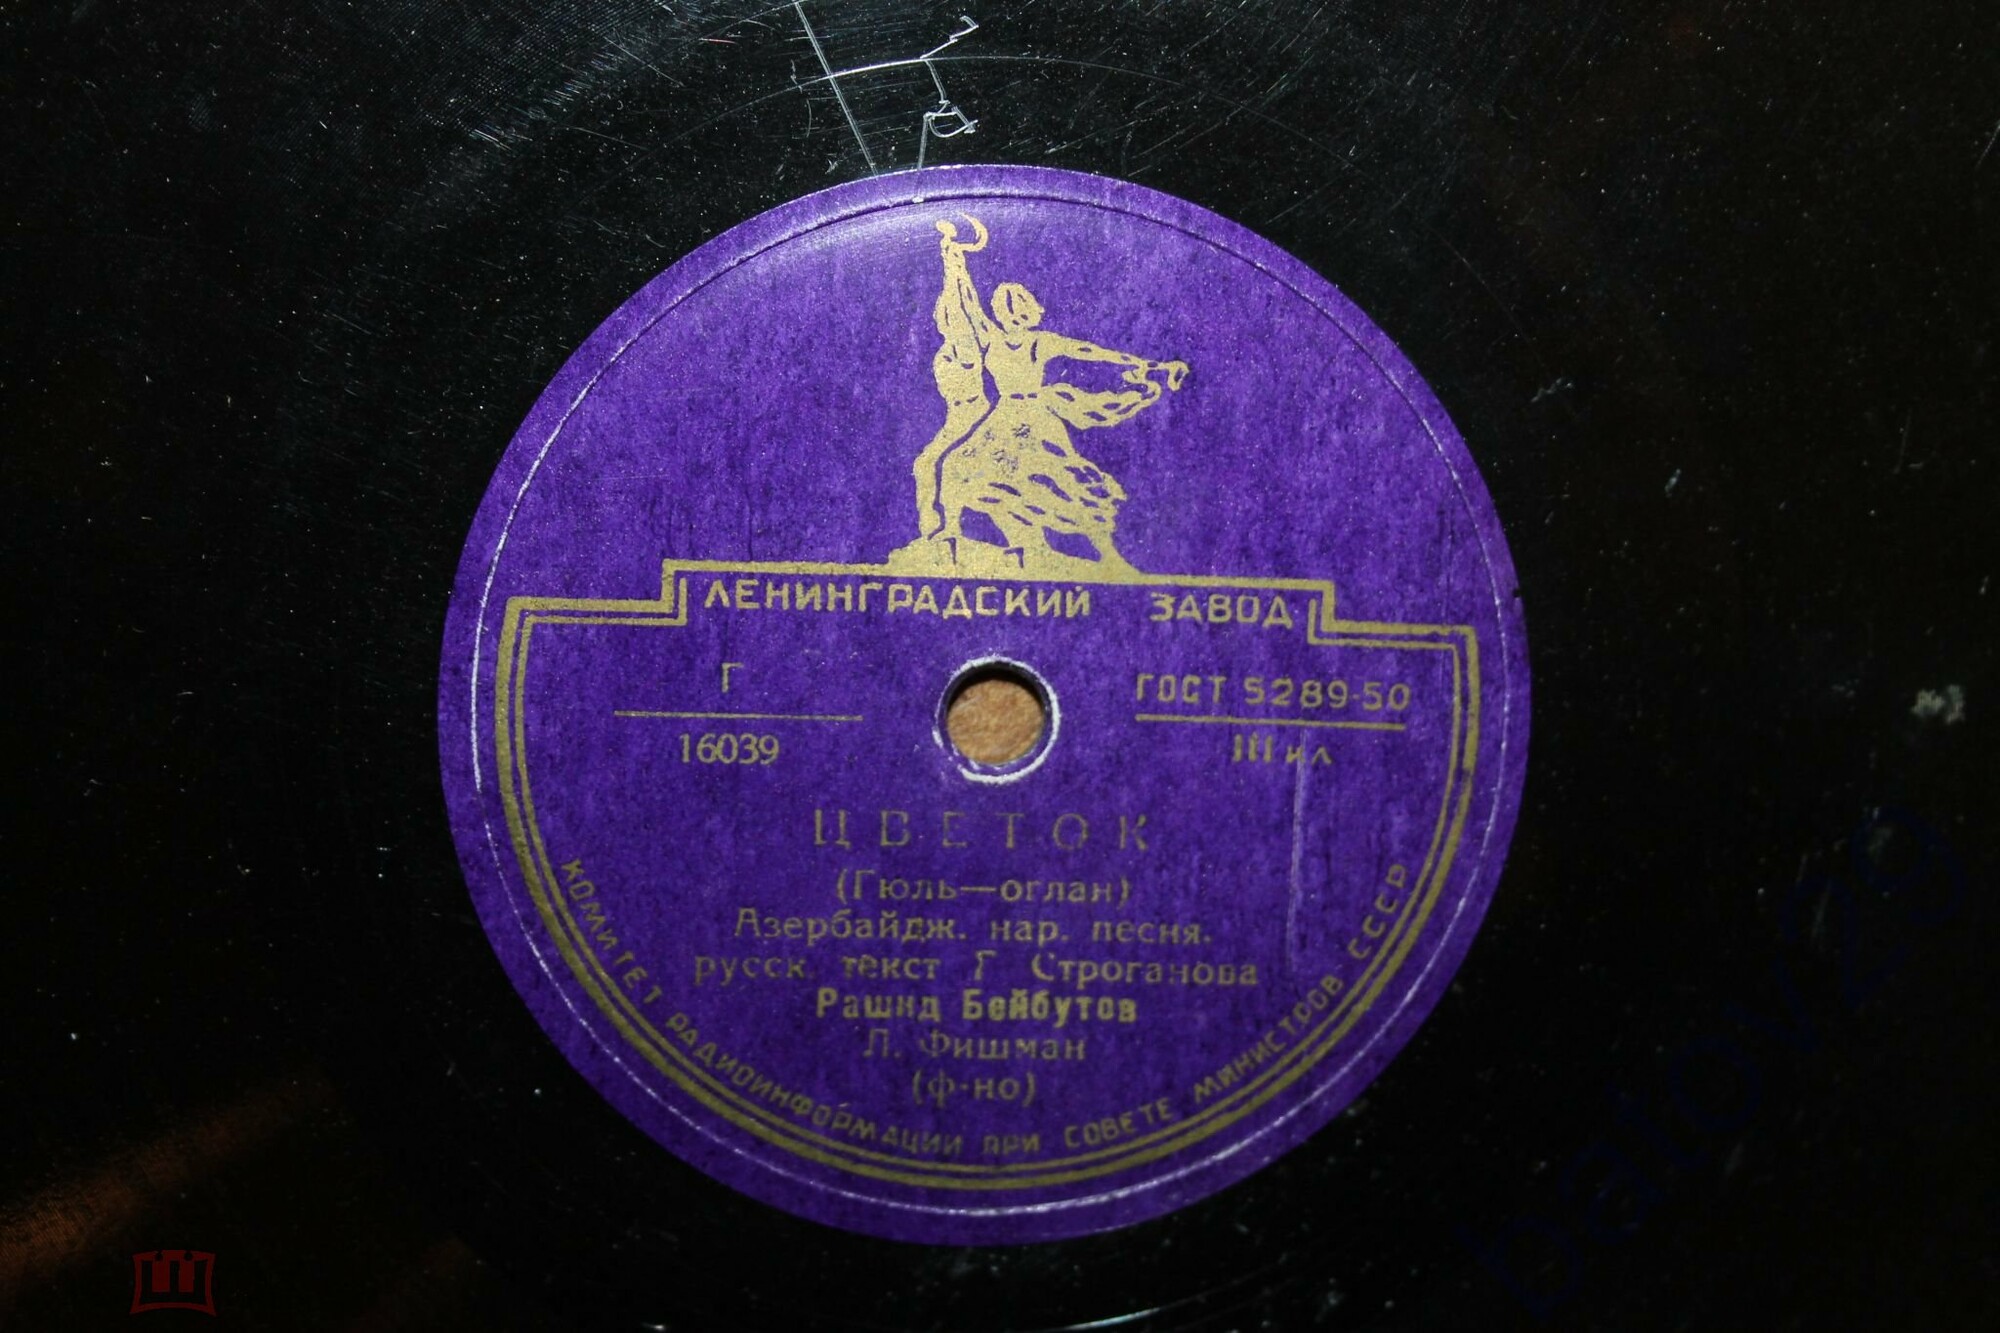 ЛЕНИНГРАДСКИЙ ЗАВОД
Г
16039
ГОСТ 5289-50
III и л
ЦВЕТОК
(Гюль—оглан)
Азербайдж. нар. песня.
русск. текст Г Строганова
Рашид Бейбутов
Л. Фишман
(ф-но)
КОМИТЕТ РАДИОИНФОРМАЦИИ ПРИ СОВЕТЕ МИНИСТРОВ СССР
barov29
Ш